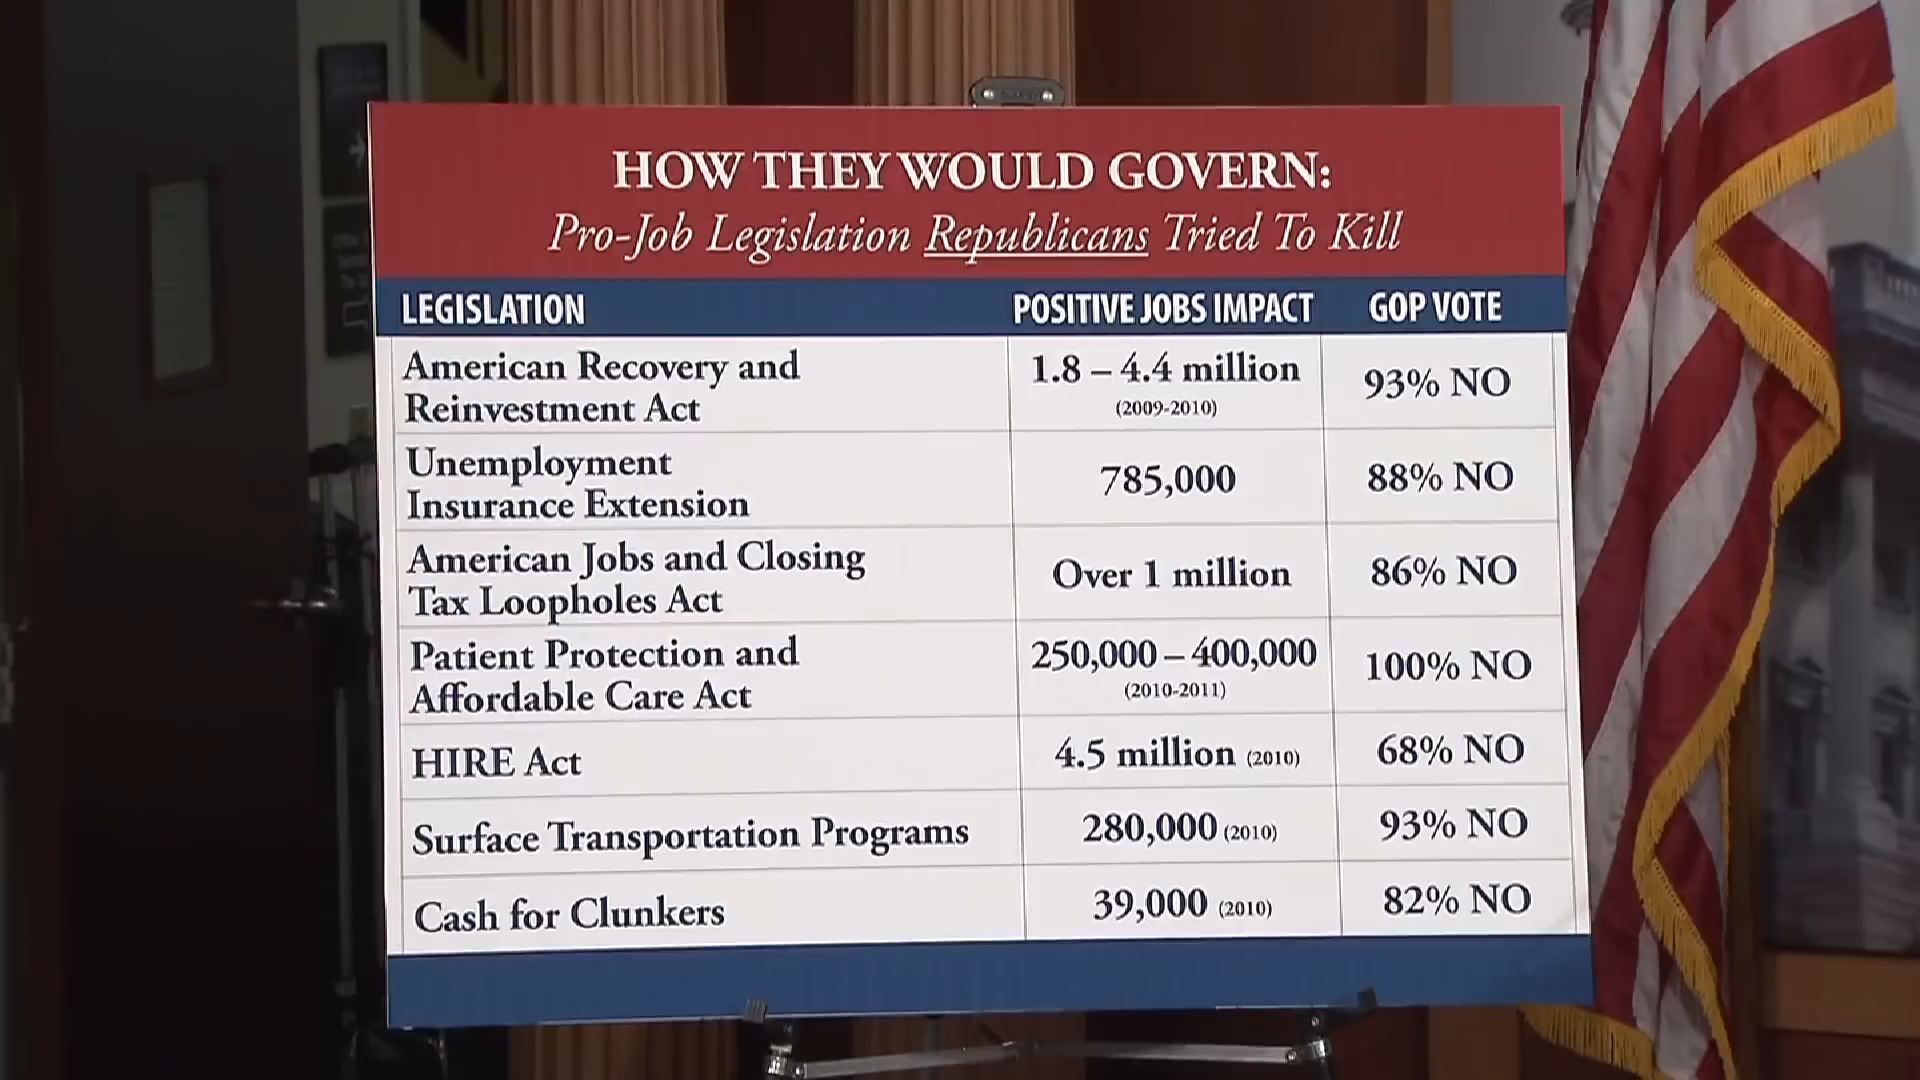 HOW THEY WOULD GOVERN:
Pro-Job Legislation Republicans Tried To Kill
LEGISLATION POSITIVE JOBS IMPACT GOP VOTE
American Recovery and
Reinvestment Act
1.8 – 4.4 million
(2009-2010)
93% NO
Unemployment
Insurance Extension
785,000
88% NO
American Jobs and Closing
Tax Loopholes Act
Over 1 million
86% NO
Patient Protection and
Affordable Care Act
250,000 – 400,000
(2010-2011)
100% NO
HIRE Act
4.5 million (2010)
68% NO
Surface Transportation Programs
280,000 (2010)
93% NO
Cash for Clunkers
39,000 (2010)
82% NO